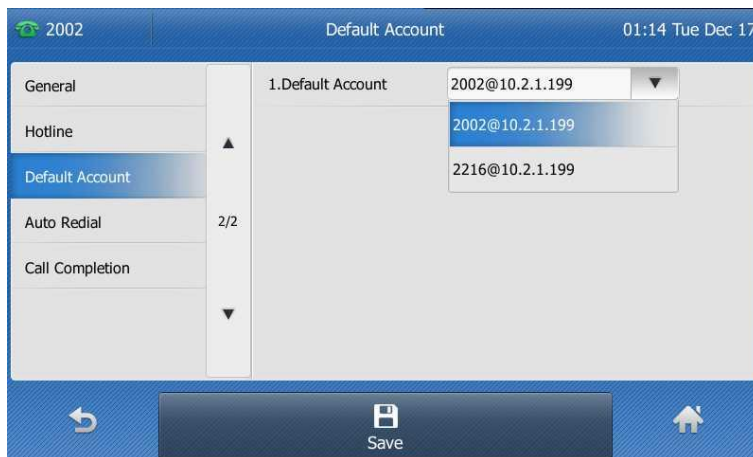 2002 Default Account 01:14 Tue Dec 17
General
Hotline
Default Account
Auto Redial
Call Completion
2/2
1.Default Account 2002@10.2.1.199
2002@10.2.1.199
2216@10.2.1.199
Save